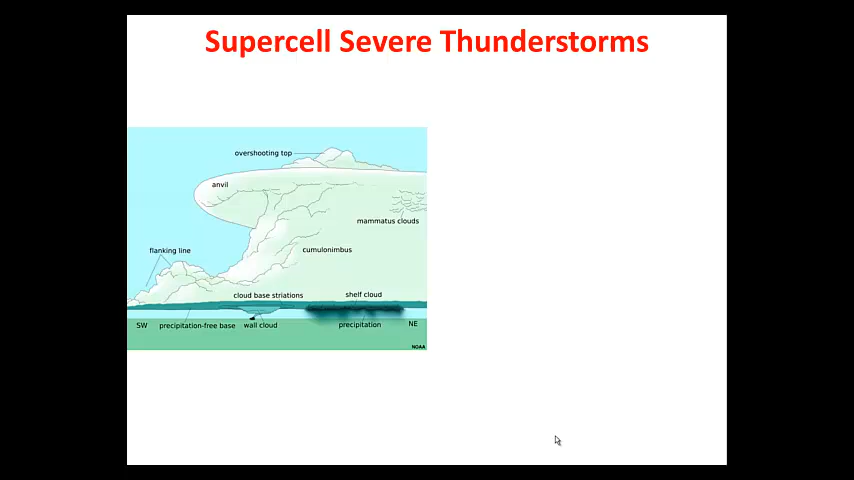 Supercell Severe Thunderstorms
overshooting top
anvil
mammatus clouds
flanking line
cumulonimbus
cloud base striations
shelf cloud
SW
precipitation-free base
wall cloud
precipitation
NE
NOAA